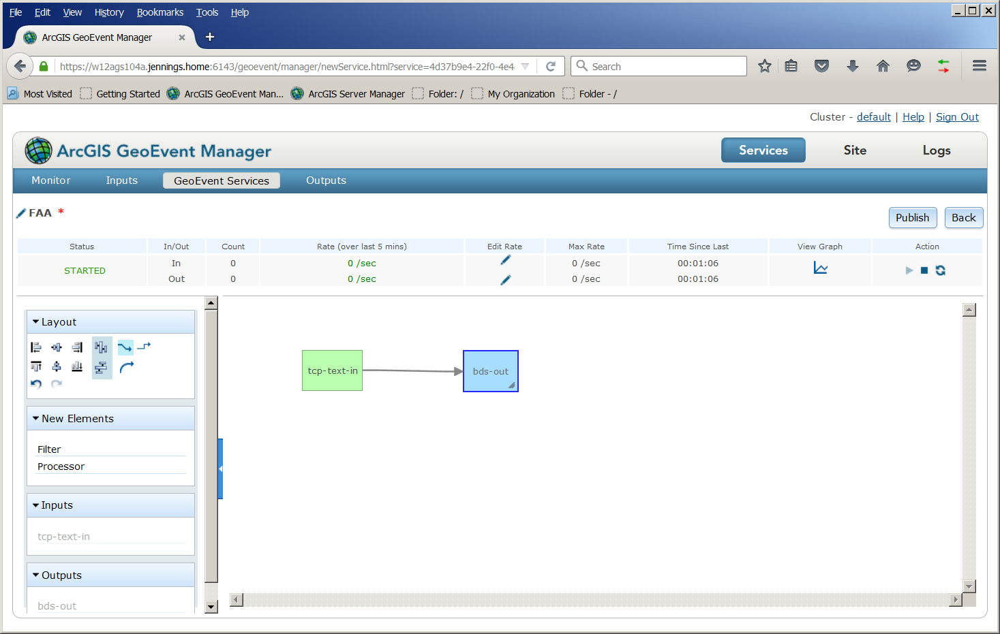 File Edit View History Bookmarks Tools Help
ArcGIS GeoEvent Manager
https://w12ags104a.jennings.home:6143/geoevent/manager/newService.html?service=4d37b9e4-22f0-4e4
Search
Most Visited Getting Started ArcGIS GeoEvent Man... ArcGIS Server Manager Folder: / My Organization Folder - /
Cluster - default | Help | Sign Out
ArcGIS GeoEvent Manager Services Site Logs
Monitor Inputs GeoEvent Services Outputs
FAA * Publish Back
Status In/Out Count Rate (over last 5 mins) Edit Rate Max Rate Time Since Last View Graph Action
STARTED
In 0 0 /sec 0 /sec 00:01:06
Out 0 0 /sec 0 /sec 00:01:06
Layout
New Elements
Filter
Processor
Inputs
tcp-text-in
Outputs
bds-out
tcp-text-in bds-out